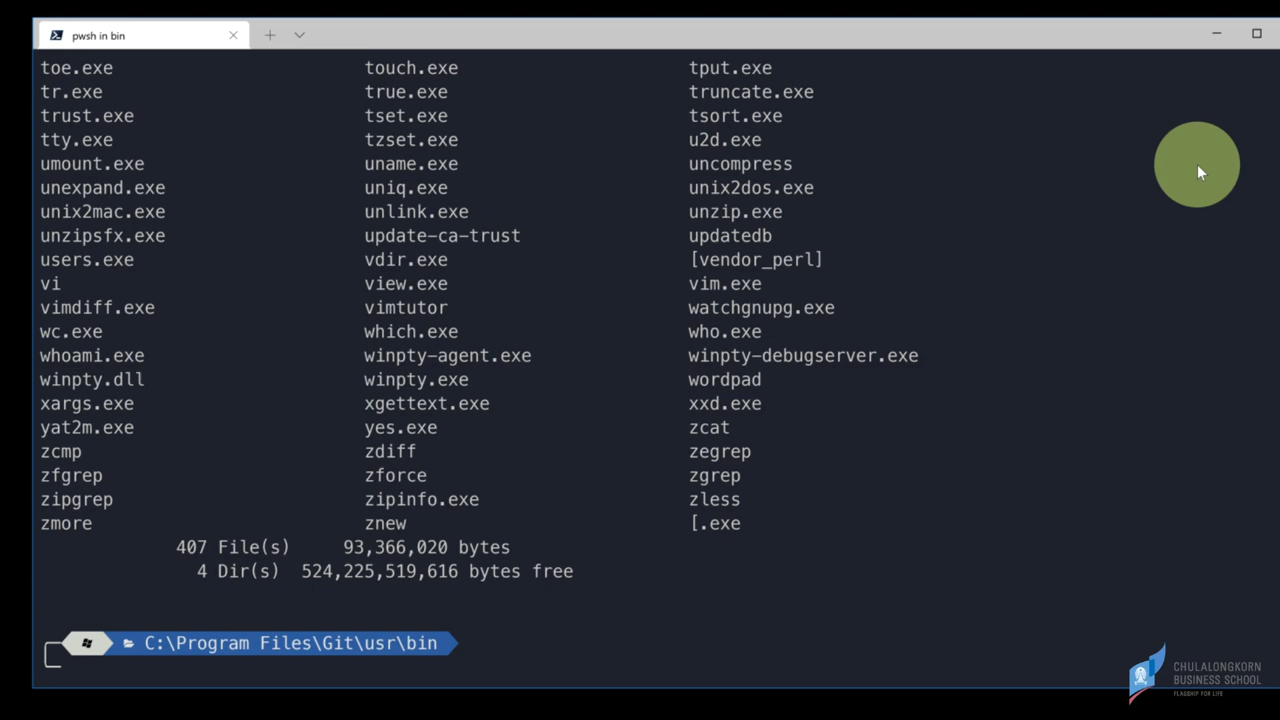 pwsh in bin
toe.exe touch.exe tput.exe
tr.exe true.exe truncate.exe
trust.exe tset.exe tsort.exe
tty.exe tzset.exe u2d.exe
umount.exe uname.exe uncompress
unexpand.exe uniq.exe unix2dos.exe
unix2mac.exe unlink.exe unzip.exe
unzipsfx.exe update-ca-trust updatedb
users.exe vdir.exe [vendor_perl]
vi view.exe vim.exe
vimdiff.exe vimtutor watchgnupg.exe
wc.exe which.exe who.exe
whoami.exe winpty-agent.exe winpty-debugserver.exe
winpty.dll winpty.exe wordpad
xargs.exe xgettext.exe xxd.exe
yat2m.exe yes.exe zcat
zcmp zdiff zegrep
zfgrep zforce zgrep
zipgrep zipinfo.exe zless
zmore znew [.exe
407 File(s) 93,366,020 bytes
4 Dir(s) 524,225,519,616 bytes free
C:\Program Files\Git\usr\bin
CHULALONGKORN
BUSINESS SCHOOL
FLAGSHIP FOR LIFE